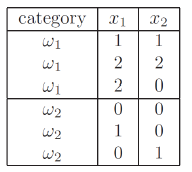 category x₁ x₂
ω₁ 1 1
ω₁ 2 2
ω₁ 2 0
ω₂ 0 0
ω₂ 1 0
ω₂ 0 1